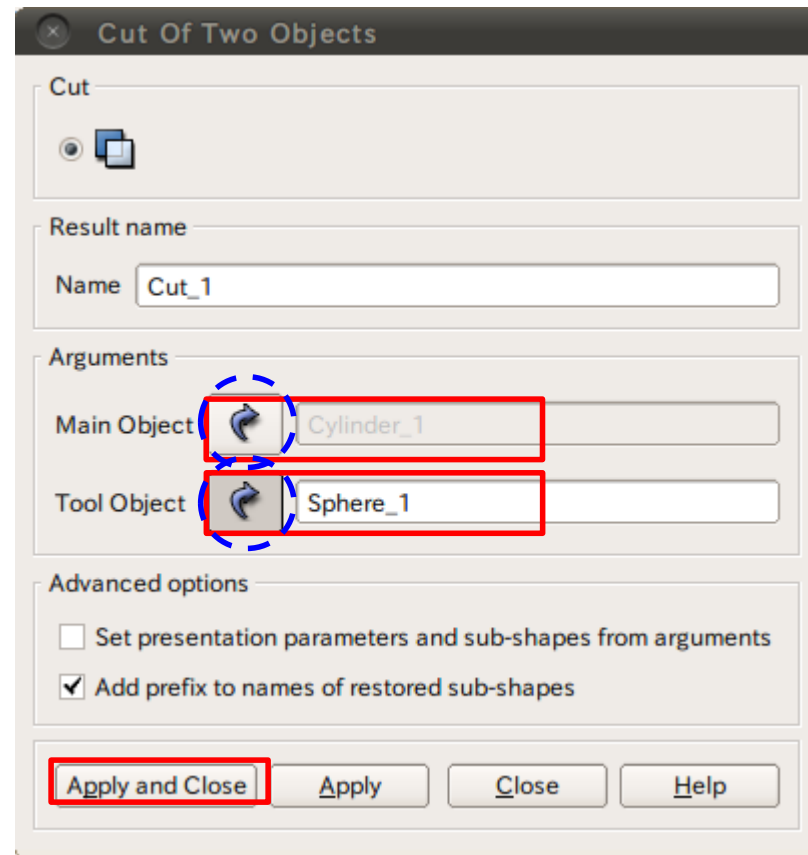 Cut Of Two Objects
Cut
Result name
Name Cut_1
Arguments
Main Object Cylinder_1
Tool Object Sphere_1
Advanced options
Set presentation parameters and sub-shapes from arguments
Add prefix to names of restored sub-shapes
Apply and Close Apply Close Help